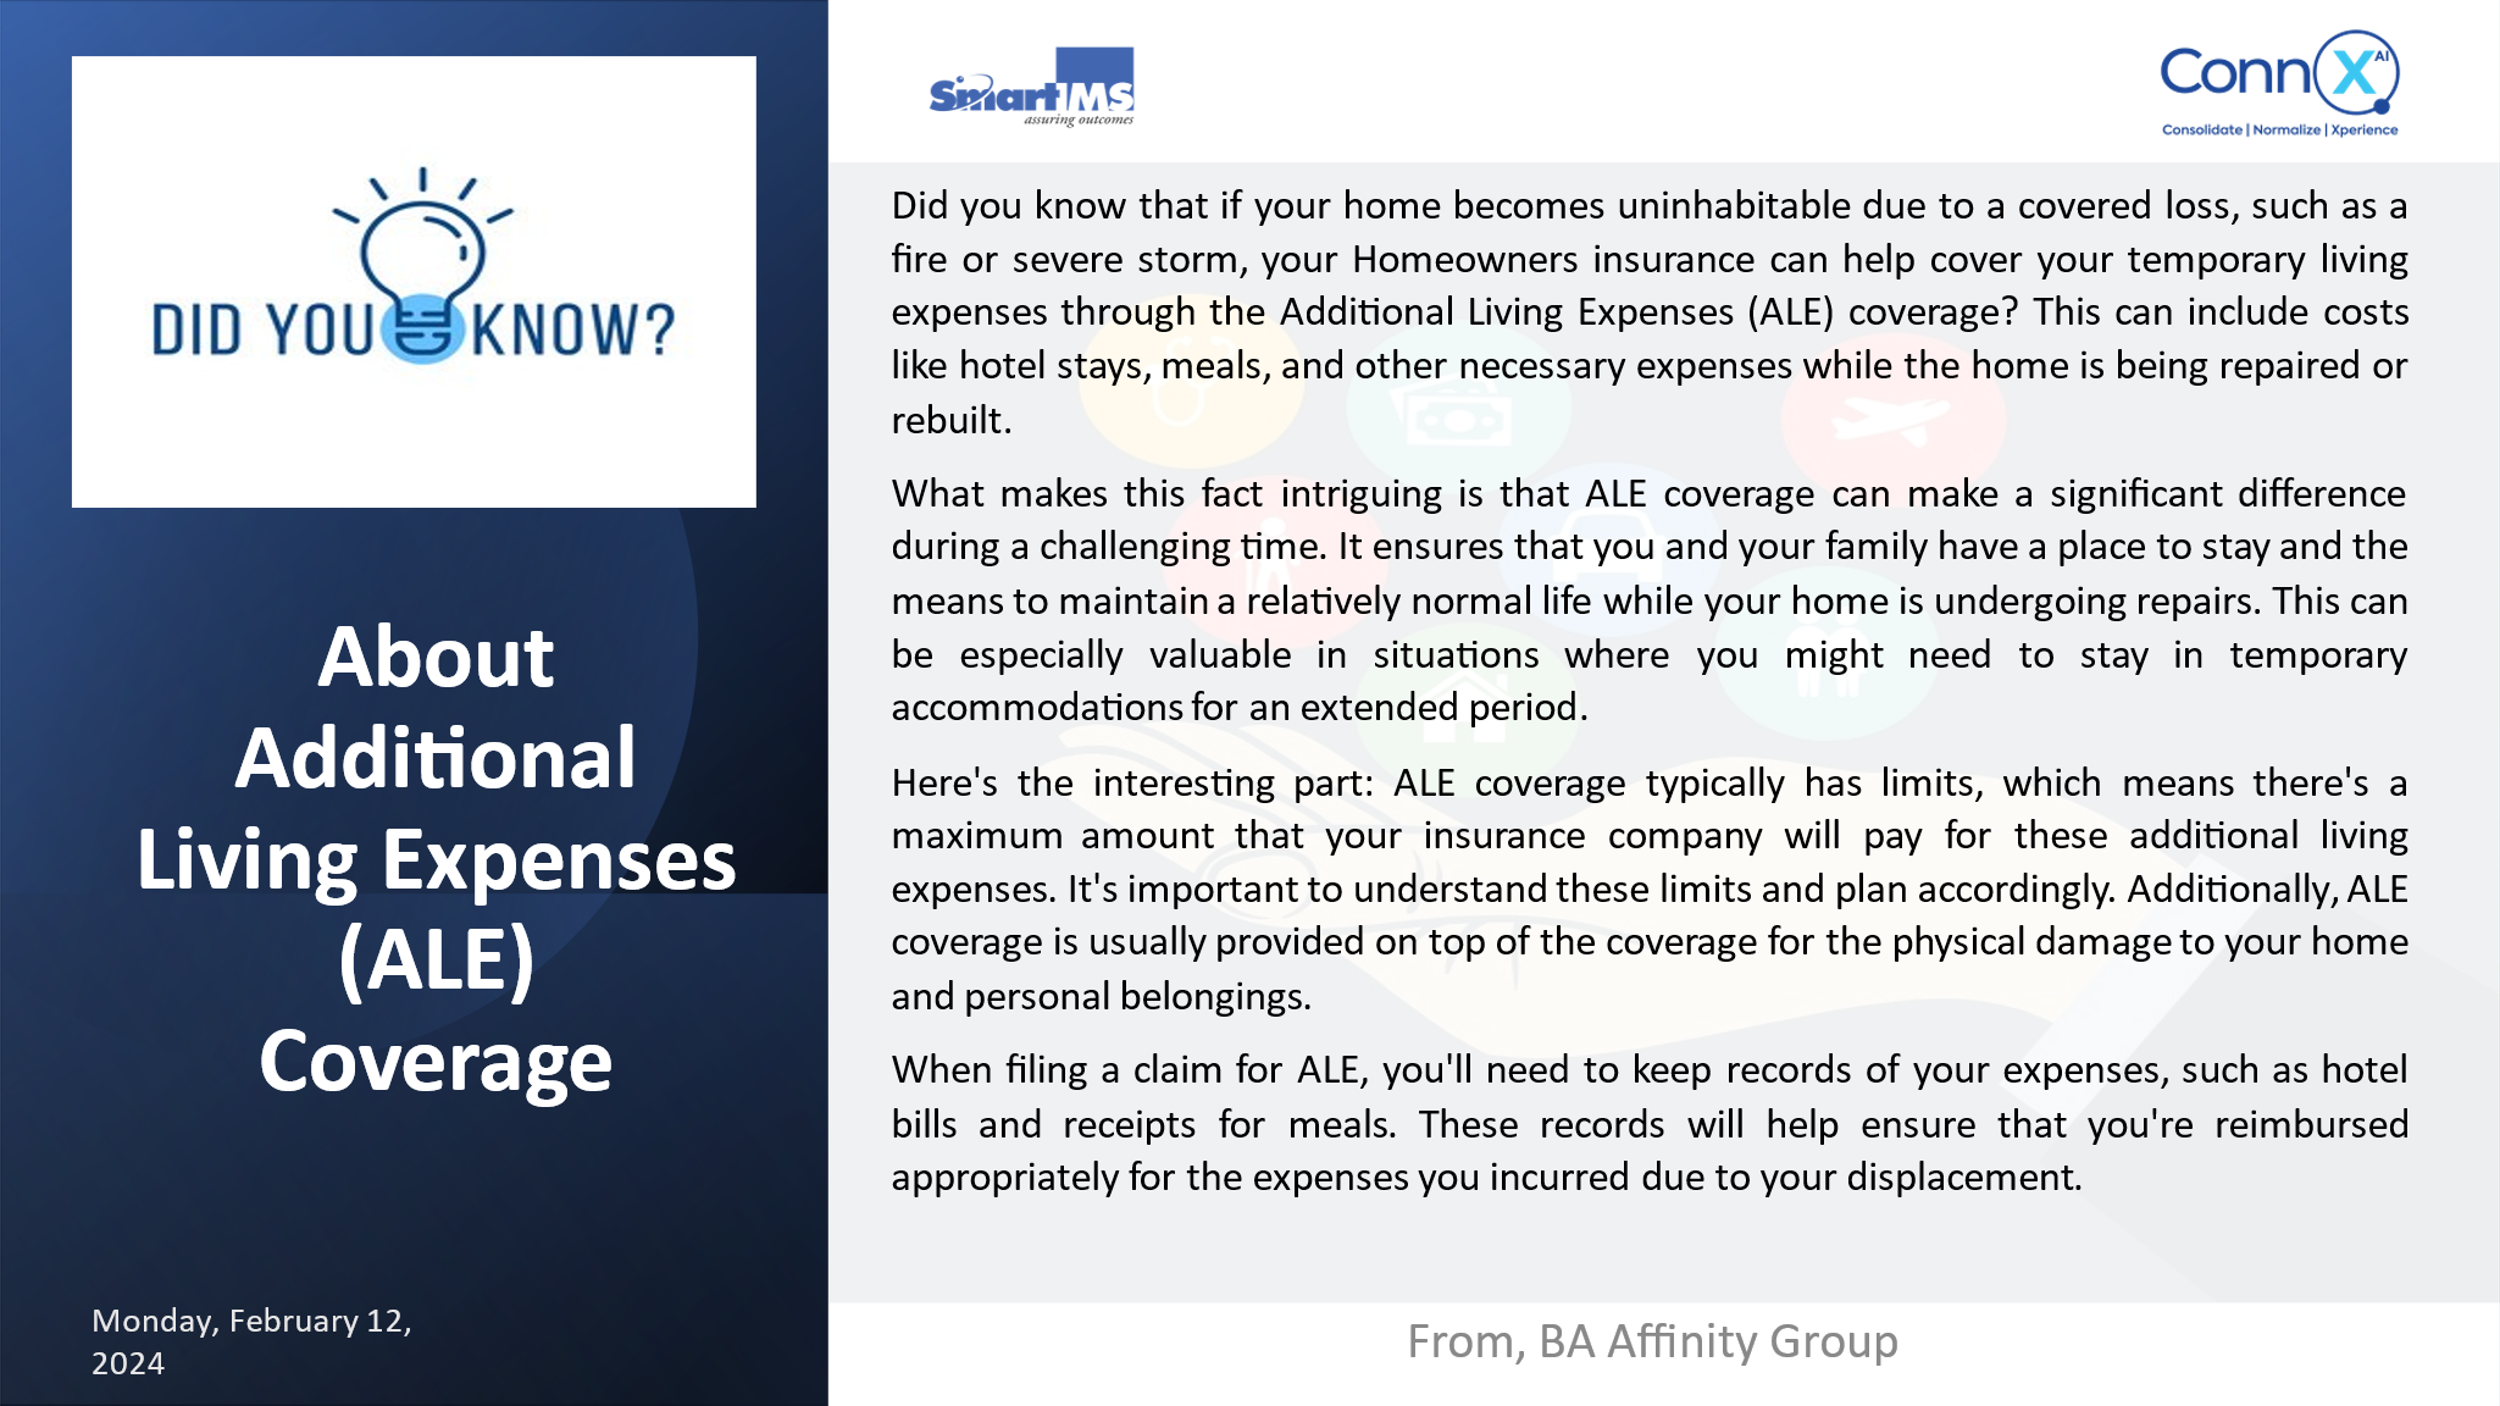 DID YOU KNOW?
About
Additional
Living Expenses
(ALE)
Coverage
Monday, February 12,
2024
SmartIMS
assuring outcomes
ConnX AI
Consolidate | Normalize | Xperience
Did you know that if your home becomes uninhabitable due to a covered loss, such as a
fire or severe storm, your Homeowners insurance can help cover your temporary living
expenses through the Additional Living Expenses (ALE) coverage? This can include costs
like hotel stays, meals, and other necessary expenses while the home is being repaired or
rebuilt.
What makes this fact intriguing is that ALE coverage can make a significant difference
during a challenging time. It ensures that you and your family have a place to stay and the
means to maintain a relatively normal life while your home is undergoing repairs. This can
be especially valuable in situations where you might need to stay in temporary
accommodations for an extended period.
Here's the interesting part: ALE coverage typically has limits, which means there's a
maximum amount that your insurance company will pay for these additional living
expenses. It's important to understand these limits and plan accordingly. Additionally, ALE
coverage is usually provided on top of the coverage for the physical damage to your home
and personal belongings.
When filing a claim for ALE, you'll need to keep records of your expenses, such as hotel
bills and receipts for meals. These records will help ensure that you're reimbursed
appropriately for the expenses you incurred due to your displacement.
From, BA Affinity Group